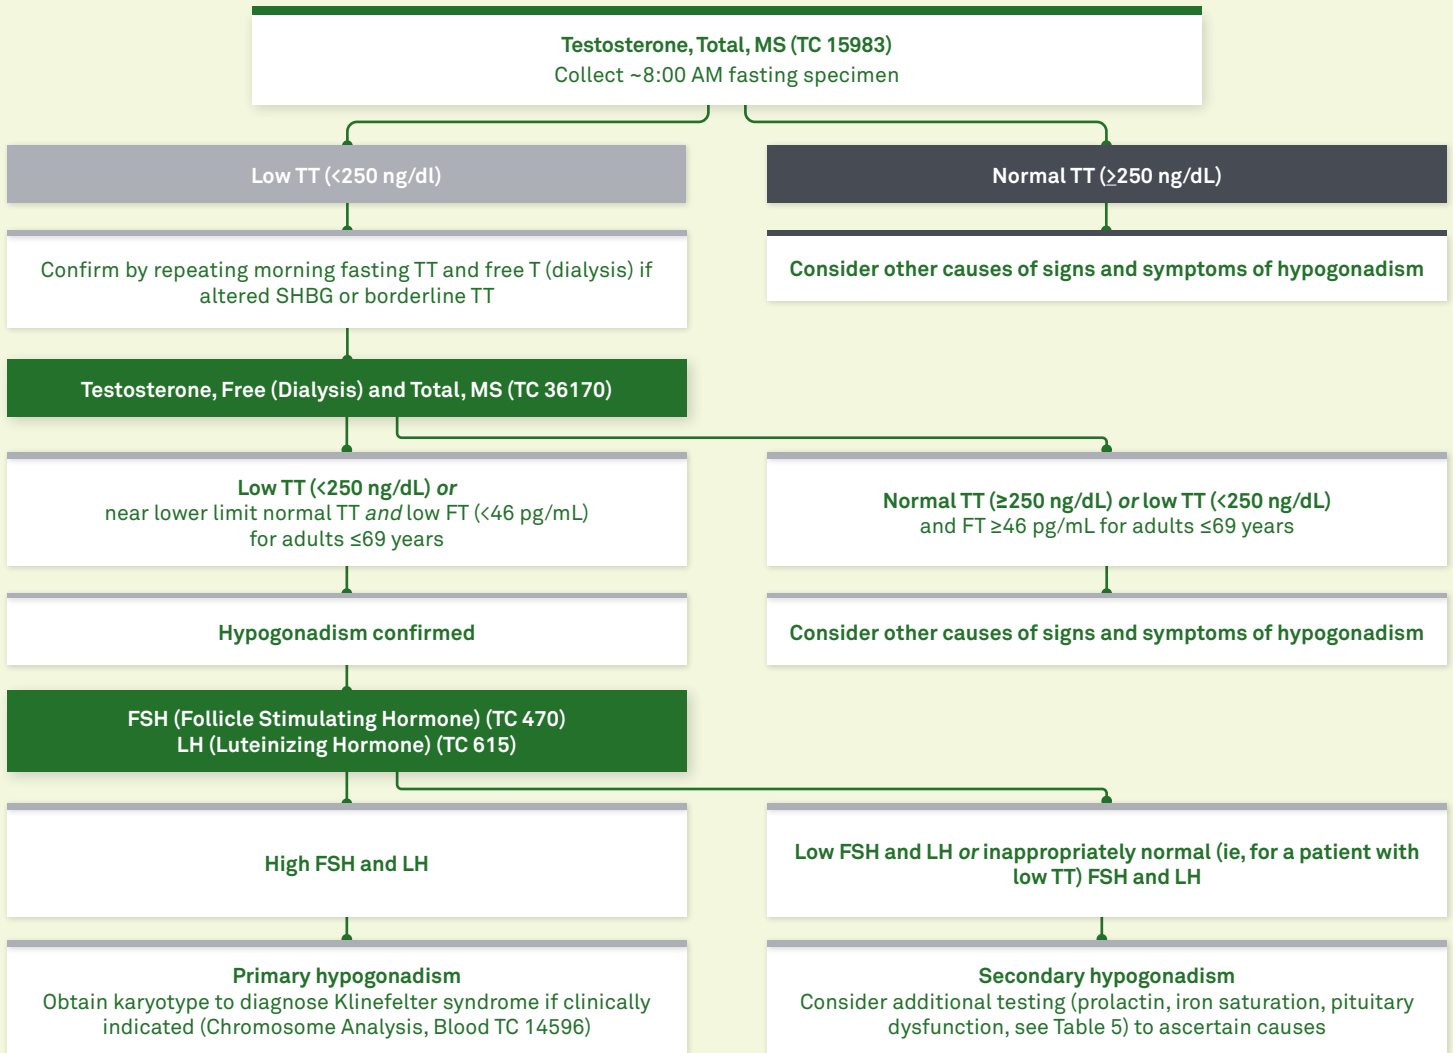 Testosterone, Total, MS (TC 15983)
Collect ~8:00 AM fasting specimen
Low TT (<250 ng/dl)
Normal TT (≥250 ng/dL)
Confirm by repeating morning fasting TT and free T (dialysis) if
altered SHBG or borderline TT
Consider other causes of signs and symptoms of hypogonadism
Testosterone, Free (Dialysis) and Total, MS (TC 36170)
Low TT (<250 ng/dL) or
near lower limit normal TT and low FT (<46 pg/mL)
for adults ≤69 years
Normal TT (≥250 ng/dL) or low TT (<250 ng/dL)
and FT ≥46 pg/mL for adults ≤69 years
Hypogonadism confirmed
Consider other causes of signs and symptoms of hypogonadism
FSH (Follicle Stimulating Hormone) (TC 470)
LH (Luteinizing Hormone) (TC 615)
High FSH and LH
Low FSH and LH or inappropriately normal (ie, for a patient with
low TT) FSH and LH
Primary hypogonadism
Obtain karyotype to diagnose Klinefelter syndrome if clinically
indicated (Chromosome Analysis, Blood TC 14596)
Secondary hypogonadism
Consider additional testing (prolactin, iron saturation, pituitary
dysfunction, see Table 5) to ascertain causes